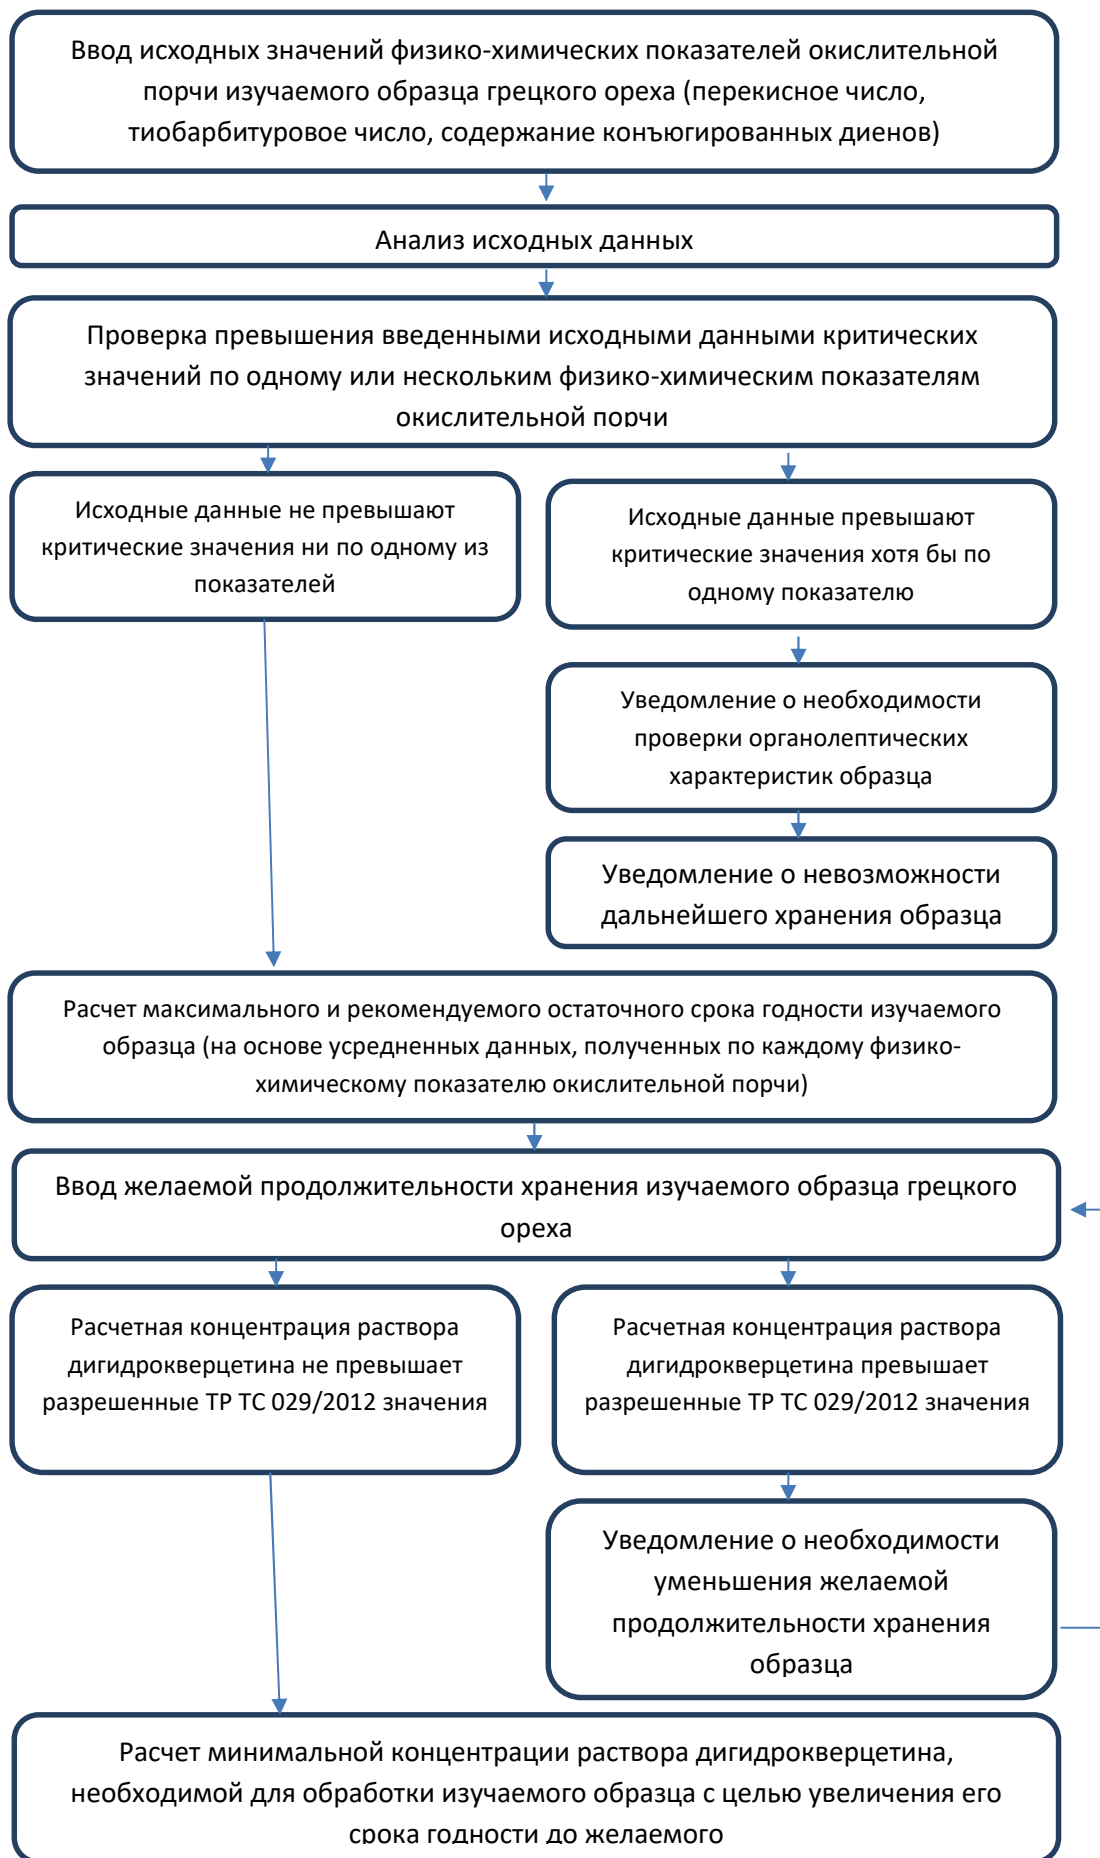 Ввод исходных значений физико-химических показателей окислительной
порчи изучаемого образца грецкого ореха (перекисное число,
тиобарбитуровое число, содержание конъюгированных диенов)
Анализ исходных данных
Проверка превышения введенными исходными данными критических
значений по одному или нескольким физико-химическим показателям
окислительной порчи
Исходные данные не превышают
критические значения ни по одному из
показателей
Исходные данные превышают
критические значения хотя бы по
одному показателю
Уведомление о необходимости
проверки органолептических
характеристик образца
Уведомление о невозможности
дальнейшего хранения образца
Расчет максимального и рекомендуемого остаточного срока годности изучаемого
образца (на основе усредненных данных, полученных по каждому физико-
химическому показателю окислительной порчи)
Ввод желаемой продолжительности хранения изучаемого образца грецкого
ореха
Расчетная концентрация раствора
дигидрокверцетина не превышает
разрешенные ТР ТС 029/2012 значения
Расчетная концентрация раствора
дигидрокверцетина превышает
разрешенные ТР ТС 029/2012 значения
Уведомление о необходимости
уменьшения желаемой
продолжительности хранения
образца
Расчет минимальной концентрации раствора дигидрокверцетина,
необходимой для обработки изучаемого образца с целью увеличения его
срока годности до желаемого